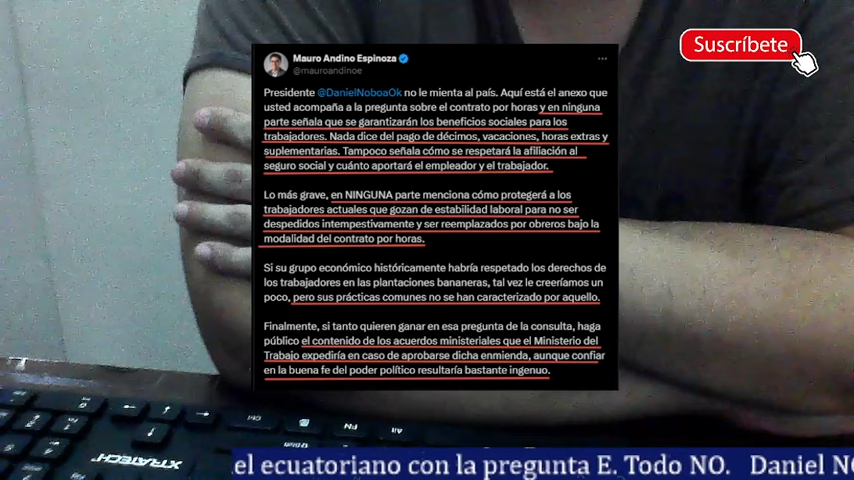 Suscríbete
Mauro Andino Espinoza
@mauroandinoe
Presidente @DanielNoboaOk no le mienta al país. Aquí está el anexo que
usted acompaña a la pregunta sobre el contrato por horas y en ninguna
parte señala que se garantizarán los beneficios sociales para los
trabajadores. Nada dice del pago de décimos, vacaciones, horas extras y
suplementarias. Tampoco señala cómo se respetará la afiliación al
seguro social y cuánto aportará el empleador y el trabajador.
Lo más grave, en NINGUNA parte menciona cómo protegerá a los
trabajadores actuales que gozan de estabilidad laboral para no ser
despedidos intempestivamente y ser reemplazados por obreros bajo la
modalidad del contrato por horas.
Si su grupo económico históricamente habría respetado los derechos de
los trabajadores en las plantaciones bananeras, tal vez le creeríamos un
poco, pero sus prácticas comunes no se han caracterizado por aquello.
Finalmente, si tanto quieren ganar en esa pregunta de la consulta, haga
público el contenido de los acuerdos ministeriales que el Ministerio del
Trabajo expediría en caso de aprobarse dicha enmienda, aunque confiar
en la buena fe del poder político resultaría bastante ingenuo.
XTRATECH
el ecuatoriano con la pregunta E. Todo NO. Daniel NO